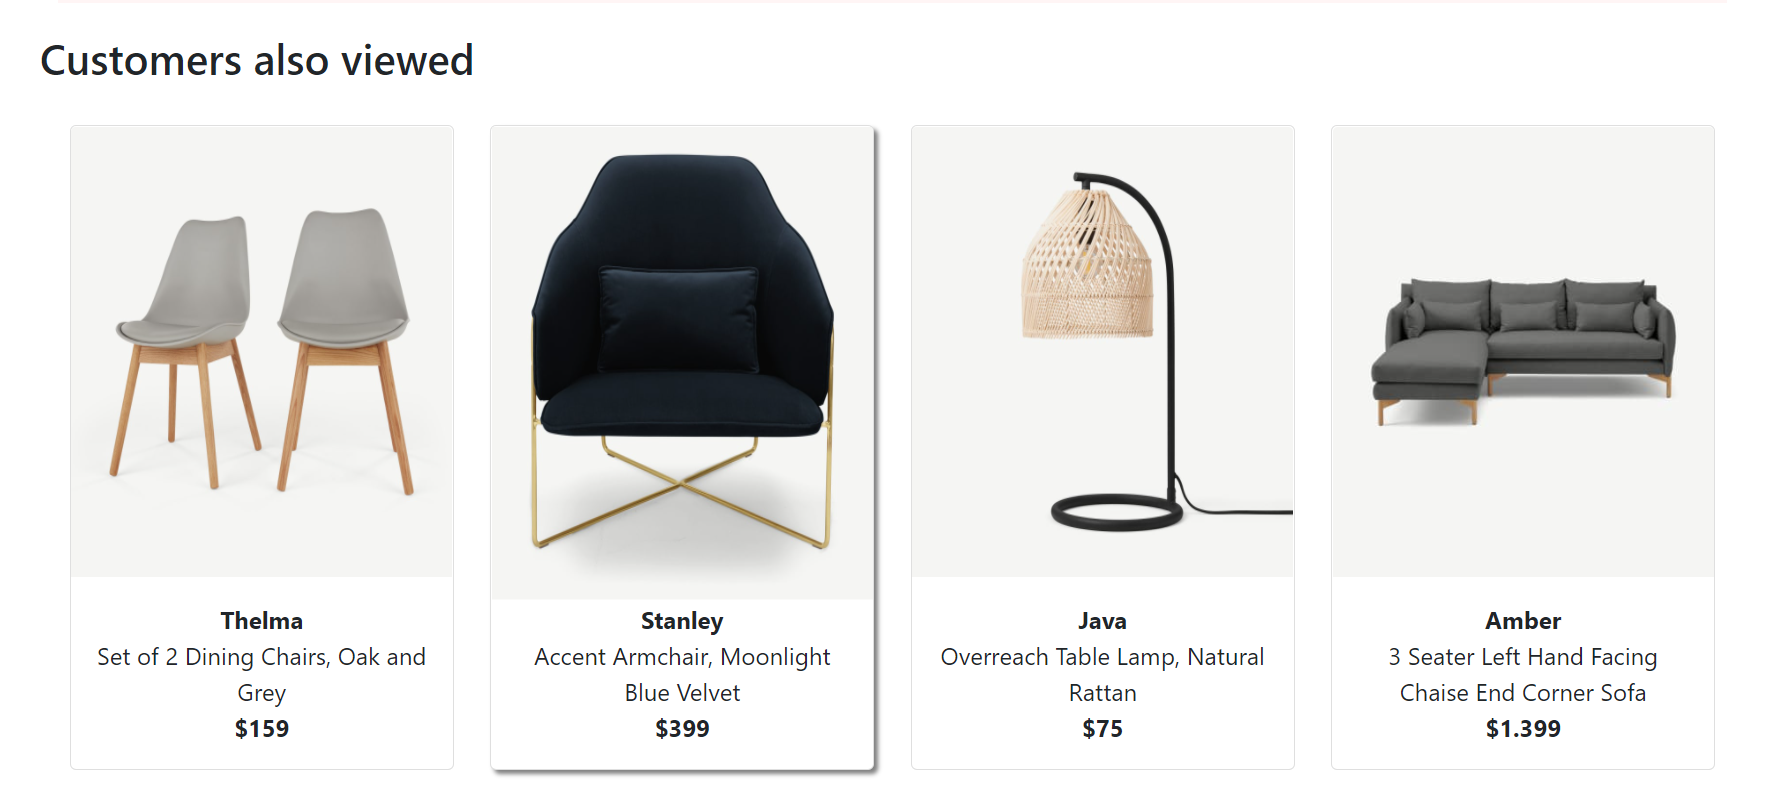 Customers also viewed
Thelma
Set of 2 Dining Chairs, Oak and
Grey
$159
Stanley
Accent Armchair, Moonlight
Blue Velvet
$399
Java
Overreach Table Lamp, Natural
Rattan
$75
Amber
3 Seater Left Hand Facing
Chaise End Corner Sofa
$1.399